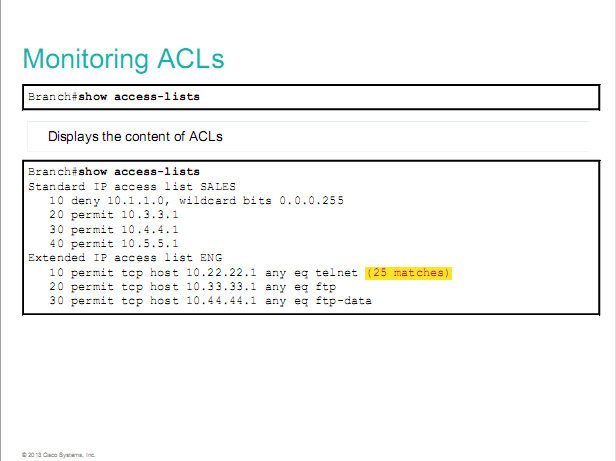 Monitoring ACLs
Branch#show access-lists
Displays the content of ACLs
Branch#show access-lists
Standard IP access list SALES
10 deny 10.1.1.0, wildcard bits 0.0.0.255
20 permit 10.3.3.1
30 permit 10.4.4.1
40 permit 10.5.5.1
Extended IP access list ENG
10 permit tcp host 10.22.22.1 any eq telnet (25 matches)
20 permit tcp host 10.33.33.1 any eq ftp
30 permit tcp host 10.44.44.1 any eq ftp-data
© 2013 Cisco Systems, Inc.